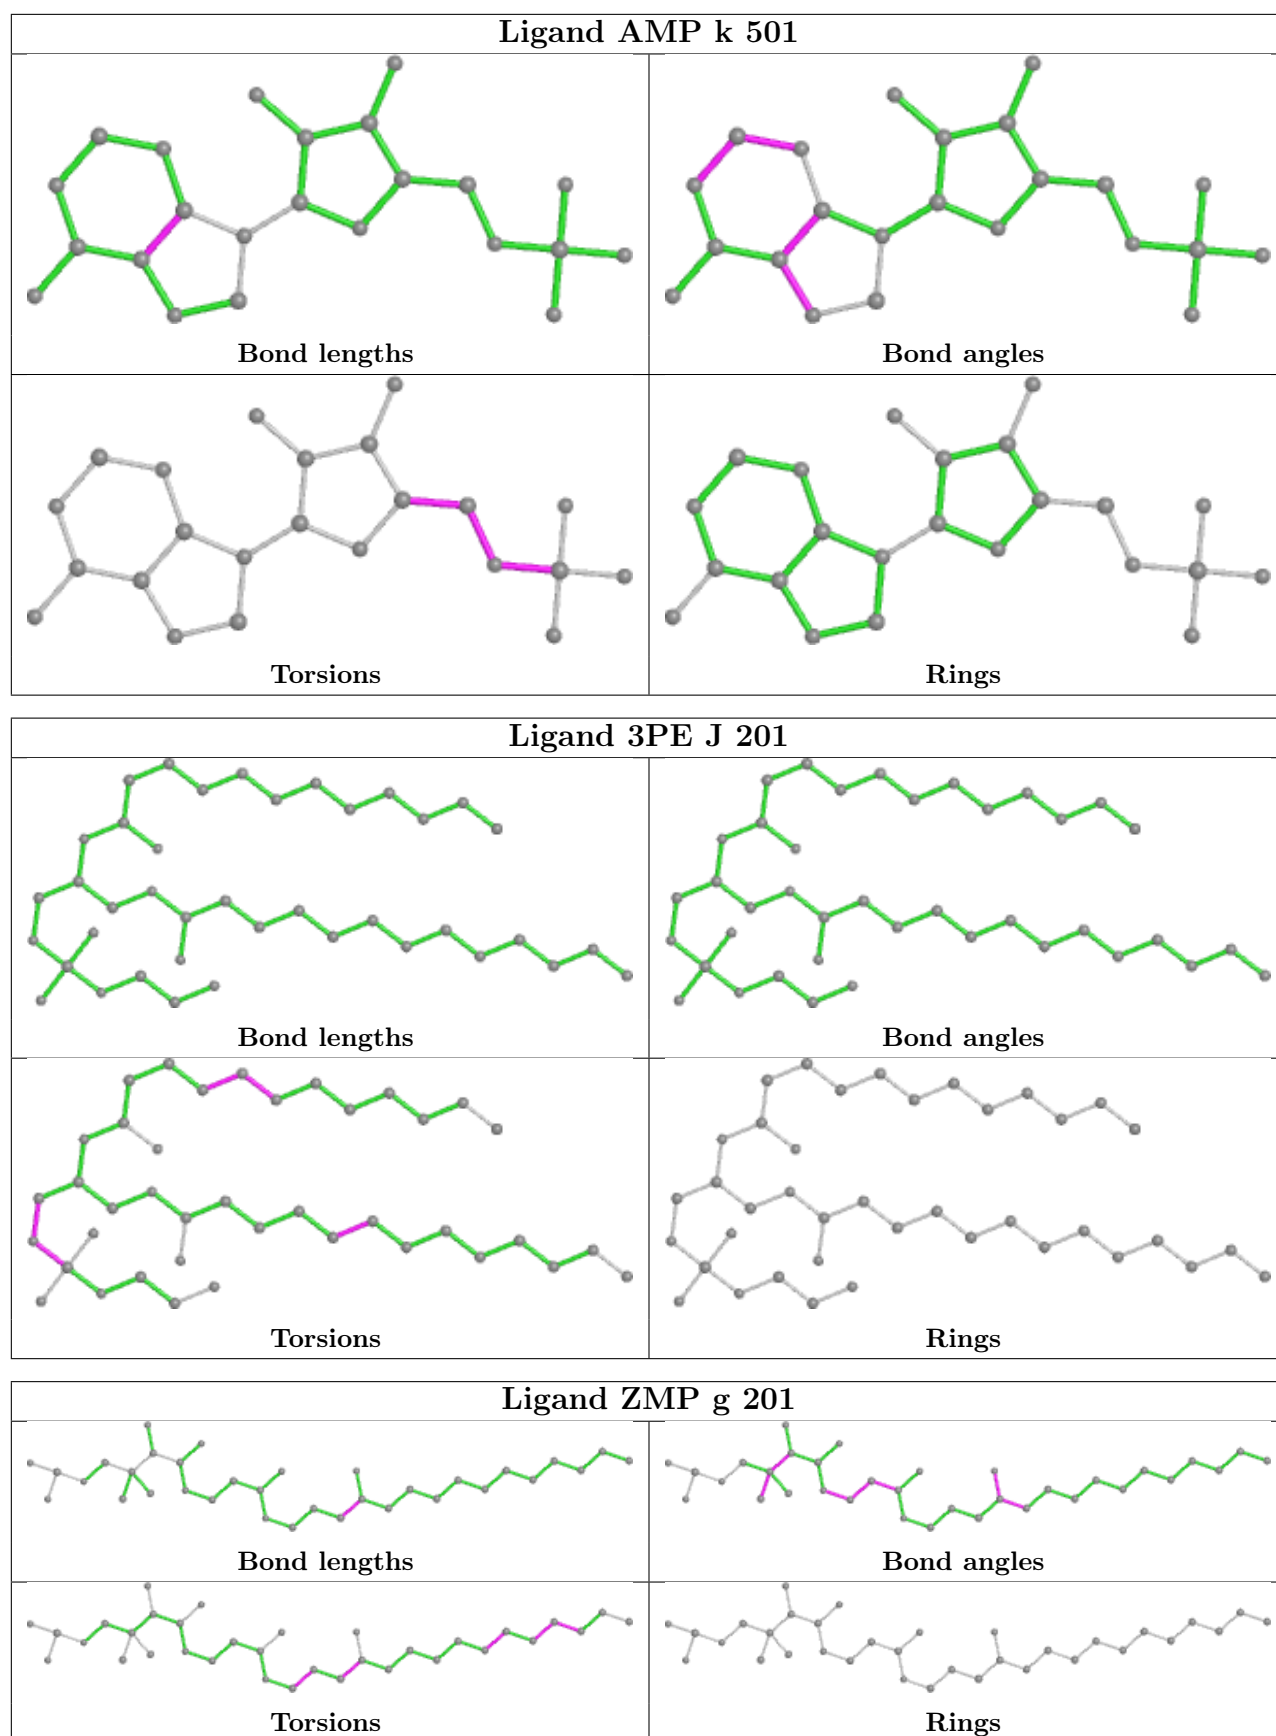 Ligand AMP k 501
Bond lengths
Bond angles
Torsions
Rings
Ligand 3PE J 201
Bond lengths
Bond angles
Torsions
Rings
Ligand ZMP g 201
Bond lengths
Bond angles
Torsions
Rings